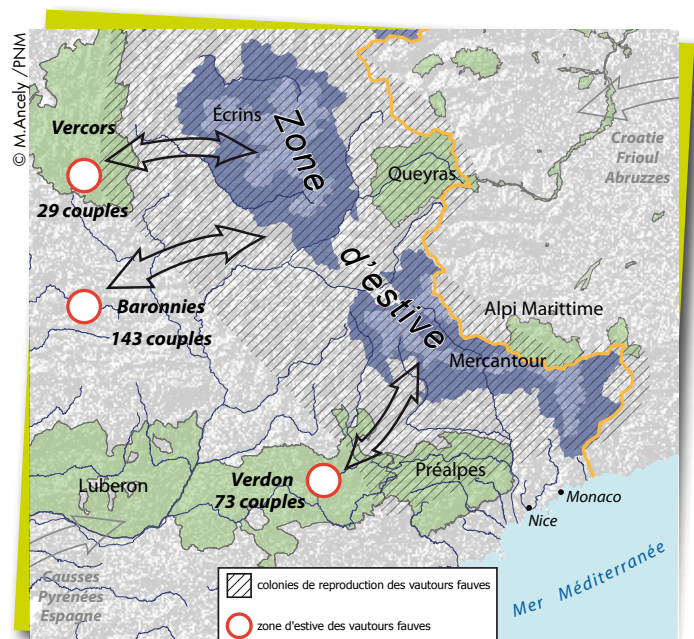 © M.Ancely /PNM
Vercors
29 couples
Écrins
Zone
d'estive
Queyras
Croatie
Frioul
Abruzzes
Baronnies
143 couples
Alpi Marittime
Mercantour
Luberon
Verdon
73 couples
Préalpes
Monaco
Nice
Causses
Pyrénées
Espagne
Mer Méditerranée
colonies de reproduction des vautours fauves
zone d'estive des vautours fauves